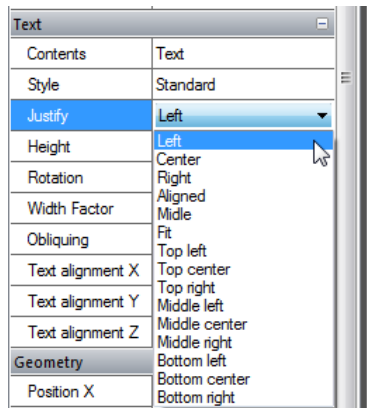 Text
Contents Text
Style Standard
Justify Left
Height
Rotation
Width Factor
Obliquing
Text alignment X
Text alignment Y
Text alignment Z
Geometry
Position X
Left
Center
Right
Aligned
Midle
Fit
Top left
Top center
Top right
Middle left
Middle center
Middle right
Bottom left
Bottom center
Bottom right